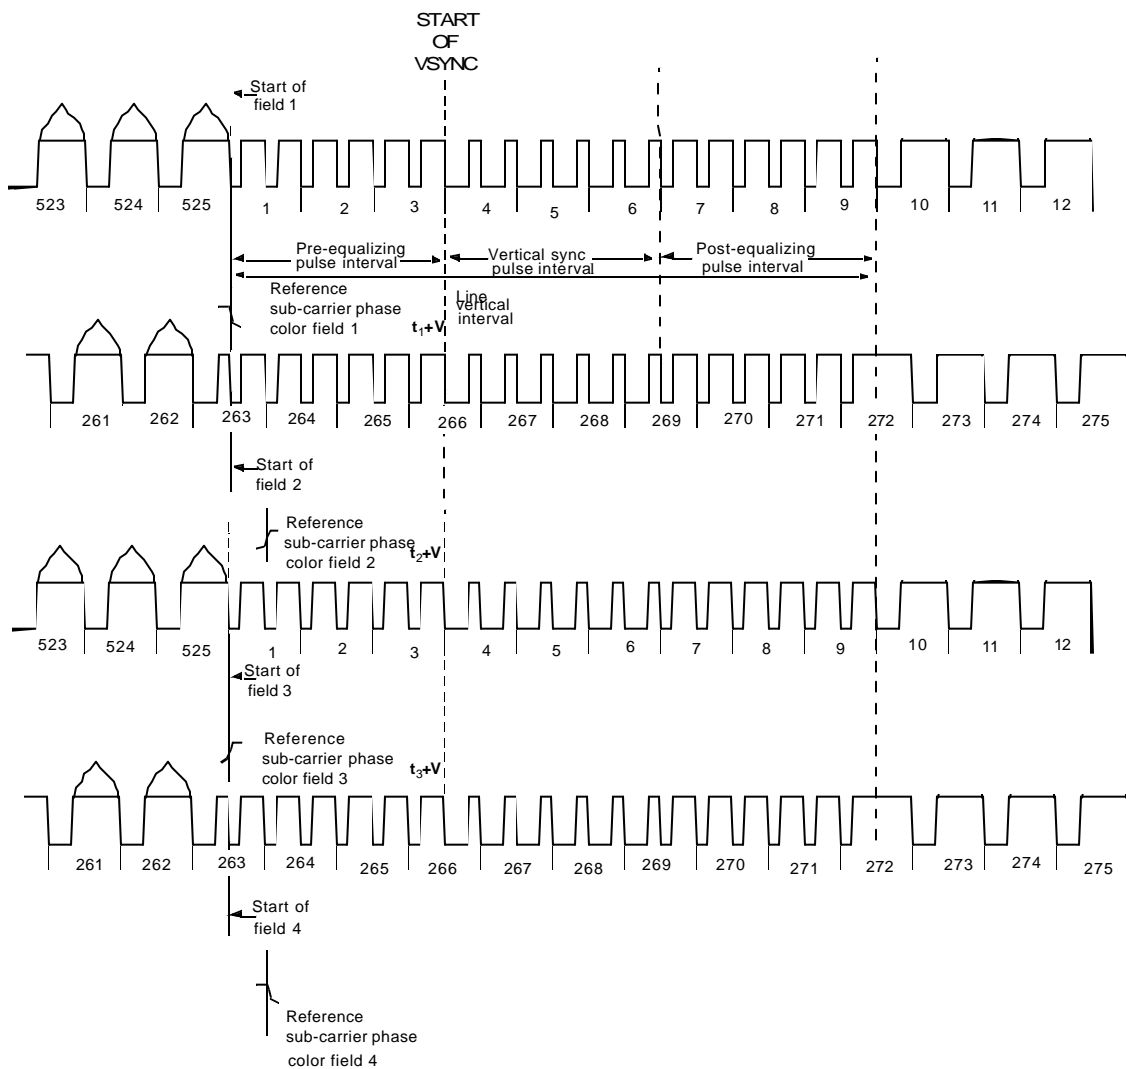 START
OF
VSYNC
Start of
field 1
523 524 525 1 2 3 4 5 6 7 8 9 10 11 12
Pre-equalizing
pulse interval
Vertical sync
pulse interval
Post-equalizing
pulse interval
Reference
sub-carrier phase
color field 1
t1+V
Line
vertical
interval
261 262 263 264 265 266 267 268 269 270 271 272 273 274 275
Start of
field 2
Reference
sub-carrier phase
color field 2
t2+V
523 524 525 1 2 3 4 5 6 7 8 9 10 11 12
Start of
field 3
Reference
sub-carrier phase
color field 3
t3+V
261 262 263 264 265 266 267 268 269 270 271 272 273 274 275
Start of
field 4
Reference
sub-carrier phase
color field 4